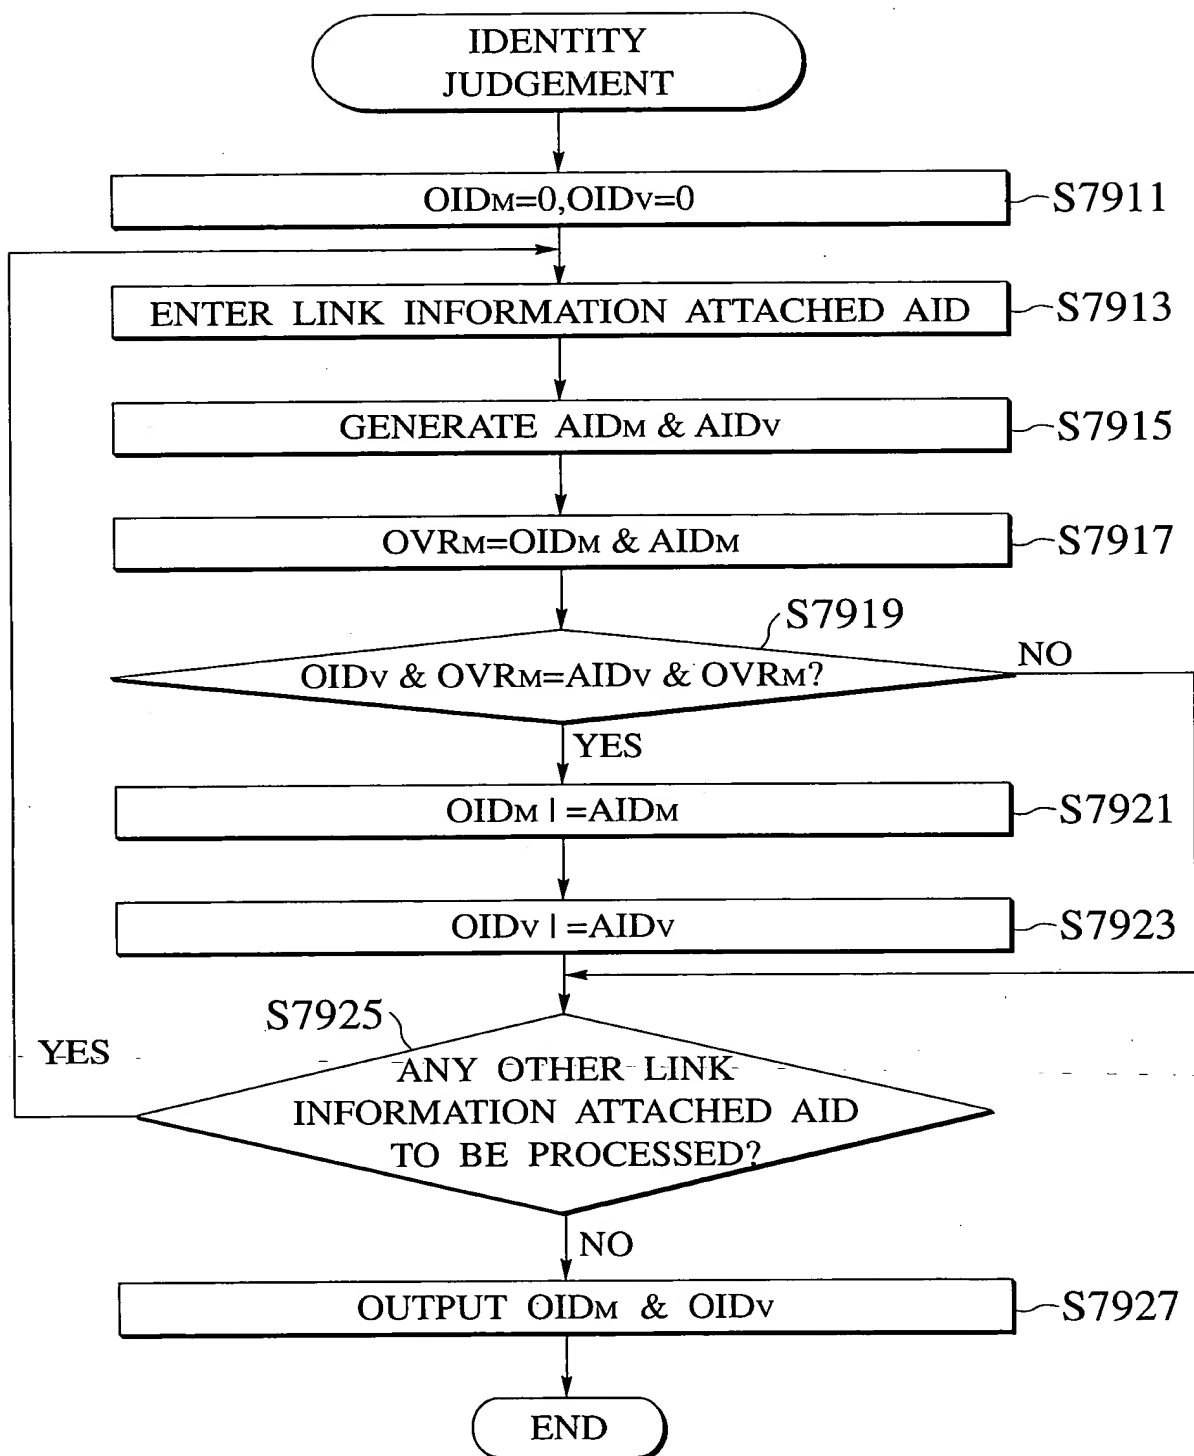 IDENTITY
JUDGEMENT
OIDM=0,OIDV=0
S7911
ENTER LINK INFORMATION ATTACHED AID
S7913
GENERATE AIDM & AIDV
S7915
OVRM=OIDM & AIDM
S7917
S7919
OIDV & OVRM=AIDV & OVRM?
NO
YES
OIDM |=AIDM
S7921
OIDV |=AIDV
S7923
S7925
YES
ANY OTHER LINK
INFORMATION ATTACHED AID
TO BE PROCESSED?
NO
OUTPUT OIDM & OIDV
S7927
END